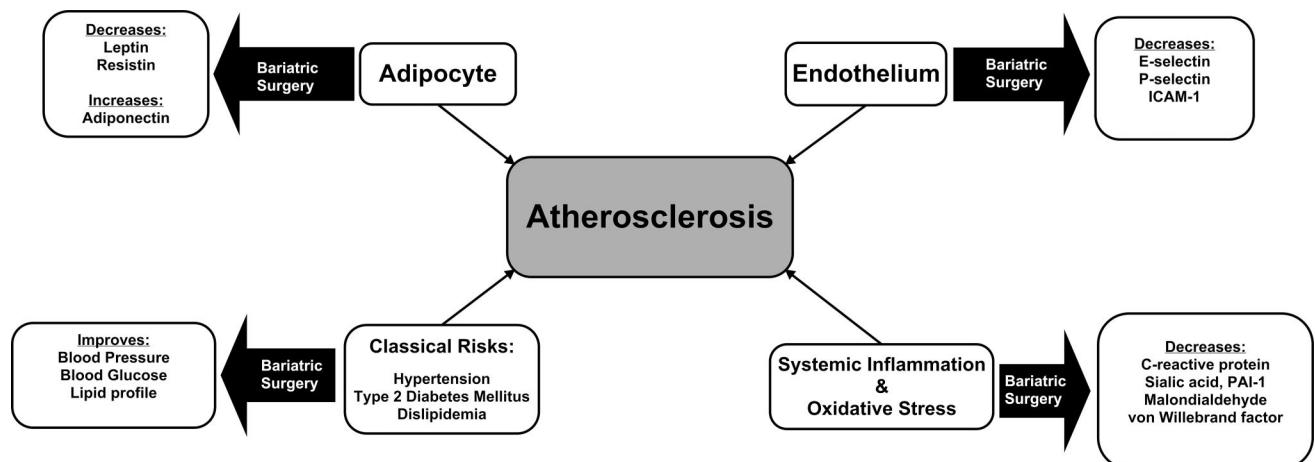 Decreases:
Leptin
Resistin
Increases:
Adiponectin
Bariatric
Surgery
Adipocyte
Endothelium
Bariatric
Surgery
Decreases:
E-selectin
P-selectin
ICAM-1
Atherosclerosis
Improves:
Blood Pressure
Blood Glucose
Lipid profile
Bariatric
Surgery
Classical Risks:
Hypertension
Type 2 Diabetes Mellitus
Dislipidemia
Systemic Inflammation
&
Oxidative Stress
Bariatric
Surgery
Decreases:
C-reactive protein
Sialic acid, PAI-1
Malondialdehyde
von Willebrand factor